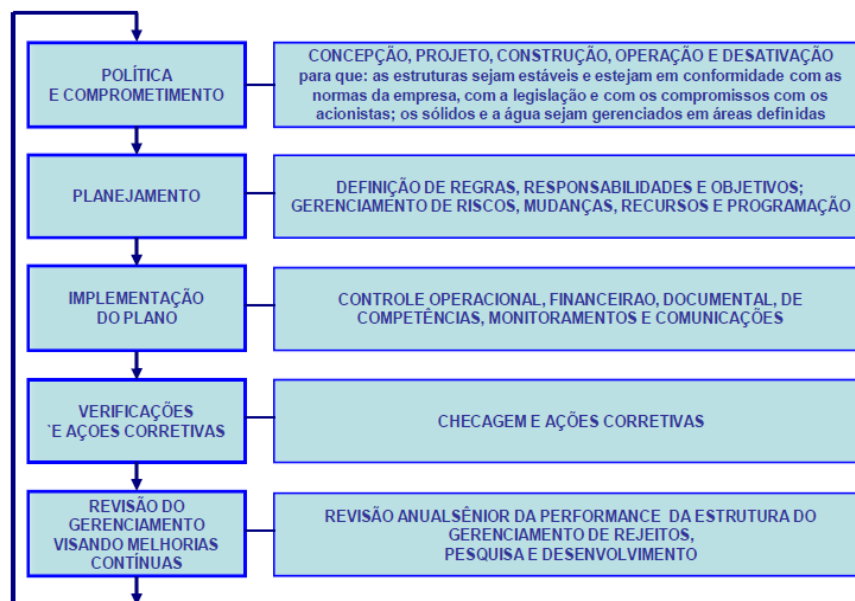 POLÍTICA
E COMPROMETIMENTO
CONCEPÇÃO, PROJETO, CONSTRUÇÃO, OPERAÇÃO E DESATIVAÇÃO
para que: as estruturas sejam estáveis e estejam em conformidade com as
normas da empresa, com a legislação e com os compromissos com os
acionistas; os sólidos e a água sejam gerenciados em áreas definidas
PLANEJAMENTO
DEFINIÇÃO DE REGRAS, RESPONSABILIDADES E OBJETIVOS;
GERENCIAMENTO DE RISCOS, MUDANÇAS, RECURSOS E PROGRAMAÇÃO
IMPLEMENTAÇÃO
DO PLANO
CONTROLE OPERACIONAL, FINANCEIRAO, DOCUMENTAL, DE
COMPETÊNCIAS, MONITORAMENTOS E COMUNICAÇÕES
VERIFICAÇÕES
`E AÇOES CORRETIVAS
CHECAGEM E AÇÕES CORRETIVAS
REVISÃO DO
GERENCIAMENTO
VISANDO MELHORIAS
CONTÍNUAS
REVISÃO ANUALSÊNIOR DA PERFORMANCE DA ESTRUTURA DO
GERENCIAMENTO DE REJEITOS,
PESQUISA E DESENVOLVIMENTO